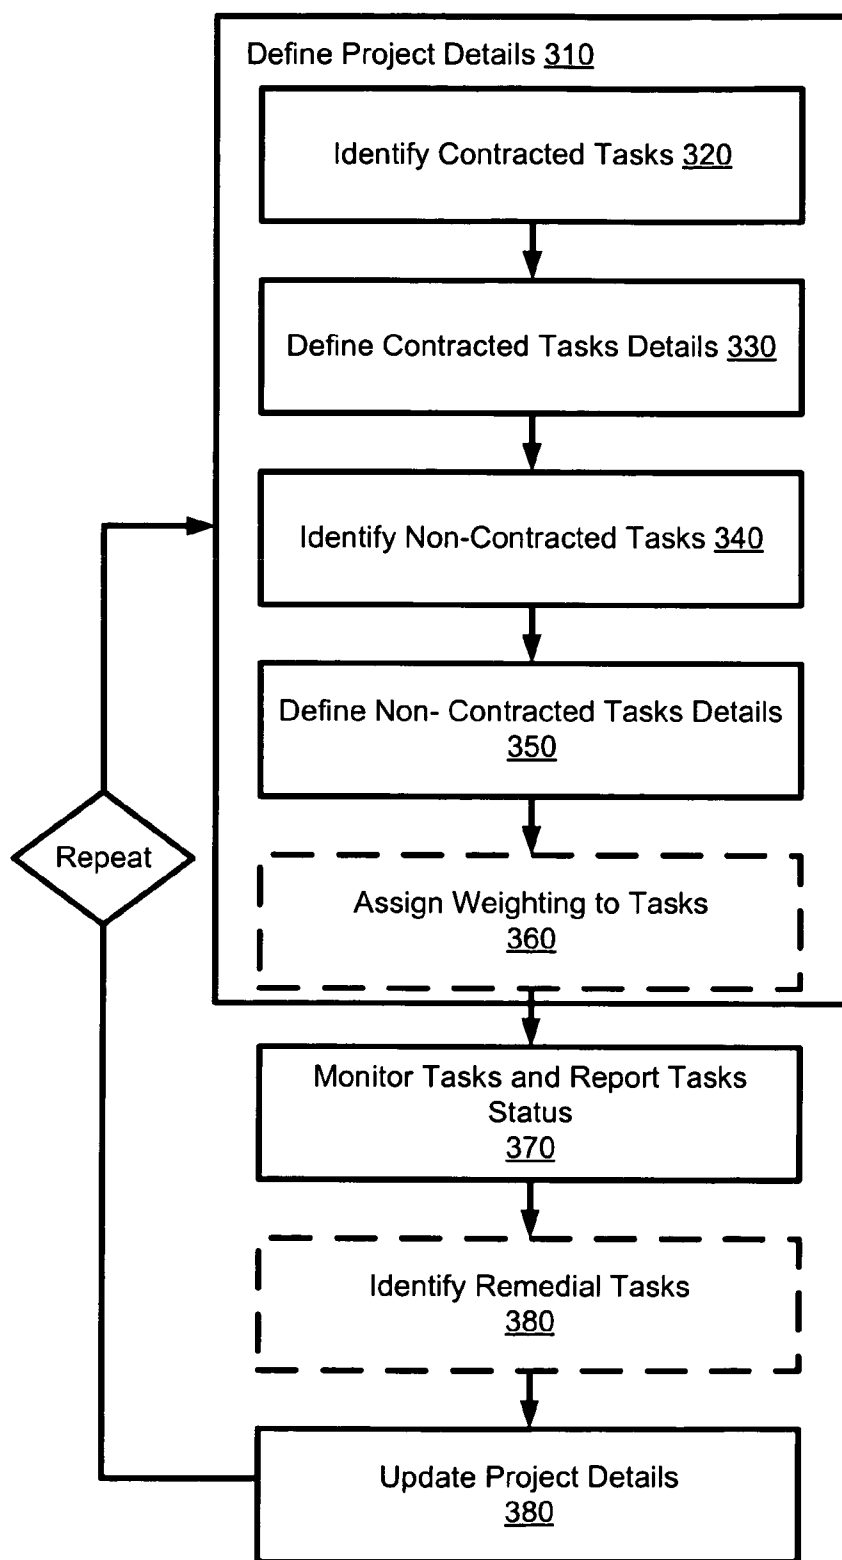 Define Project Details 310
Identify Contracted Tasks 320
Define Contracted Tasks Details 330
Identify Non-Contracted Tasks 340
Define Non- Contracted Tasks Details
350
Repeat
Assign Weighting to Tasks
360
Monitor Tasks and Report Tasks
Status
370
Identify Remedial Tasks
380
Update Project Details
380